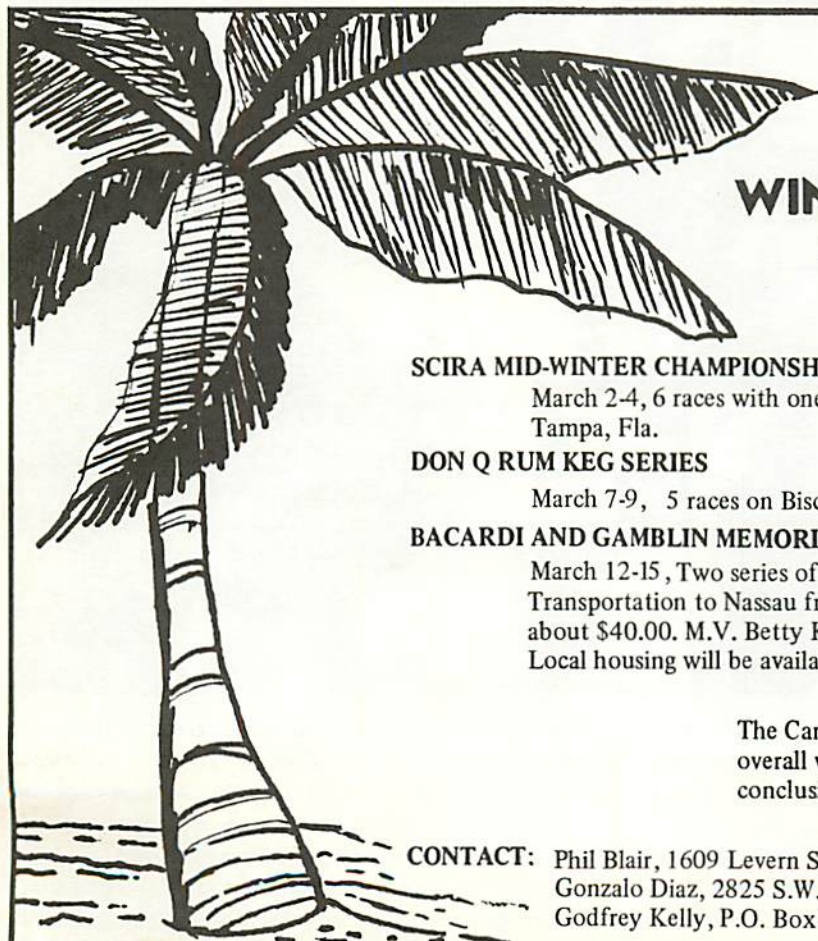 WIN
SCIRA MID-WINTER CHAMPIONSH
March 2-4, 6 races with one
Tampa, Fla.
DON Q RUM KEG SERIES
March 7-9, 5 races on Bisc
BACARDI AND GAMBLIN MEMORI
March 12-15, Two series of
Transportation to Nassau fr
about $40.00. M.V. Betty K
Local housing will be availa
The Car
overall w
conclus
CONTACT: Phil Blair, 1609 Levern S
Gonzalo Diaz, 2825 S.W.
Godfrey Kelly, P.O. Box